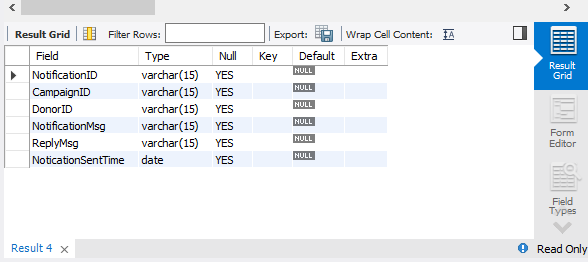 Result Grid Filter Rows: Export: Wrap Cell Content:
Field Type Null Key Default Extra
NotificationID varchar(15) YES NULL
CampaignID varchar(15) YES NULL
DonorID varchar(15) YES NULL
NotificationMsg varchar(15) YES NULL
ReplyMsg varchar(15) YES NULL
NoticationSentTime date YES NULL
Result
Grid
Form
Editor
Field
Types
Result 4 Read Only